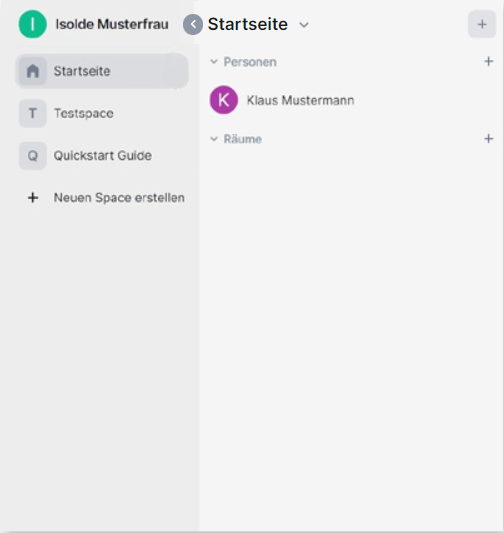 I Isolde Musterfrau
Startseite
T Testspace
Q Quickstart Guide
+ Neuen Space erstellen
Startseite
+
Personen +
K Klaus Mustermann
Räume +